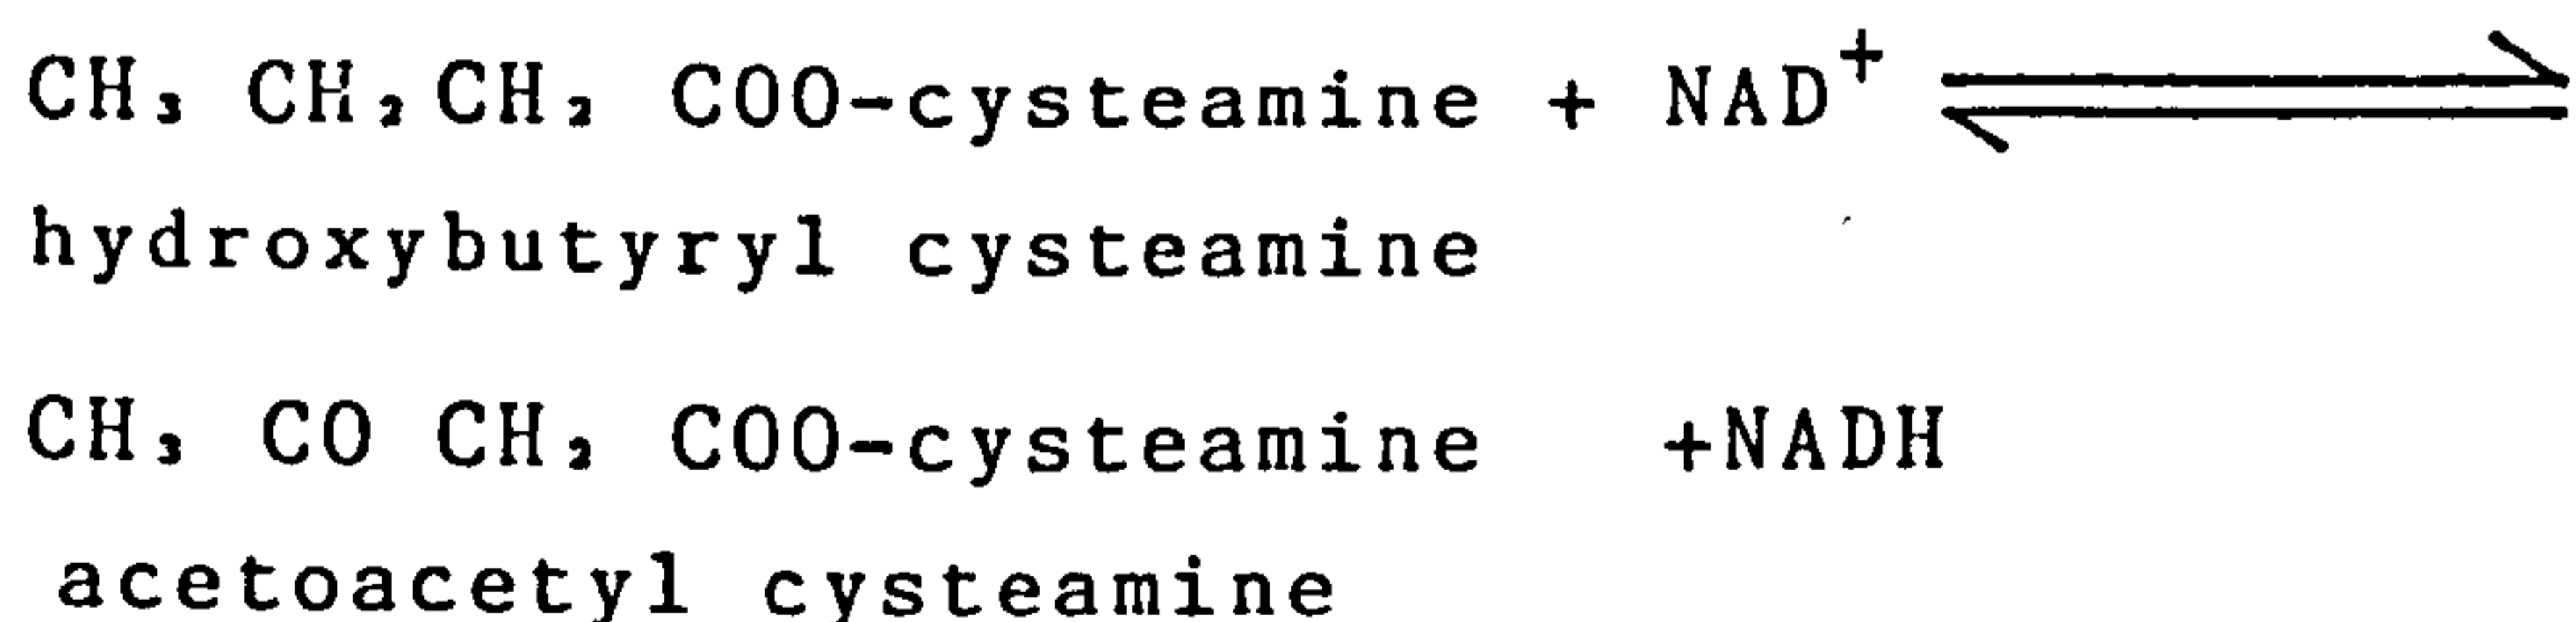 CH₃ CH₂CH₂ COO-cysteamine + NAD⁺ ⇌
hydroxybutyryl cysteamine
CH₃ CO CH₂ COO-cysteamine +NADH
acetoacetyl cysteamine